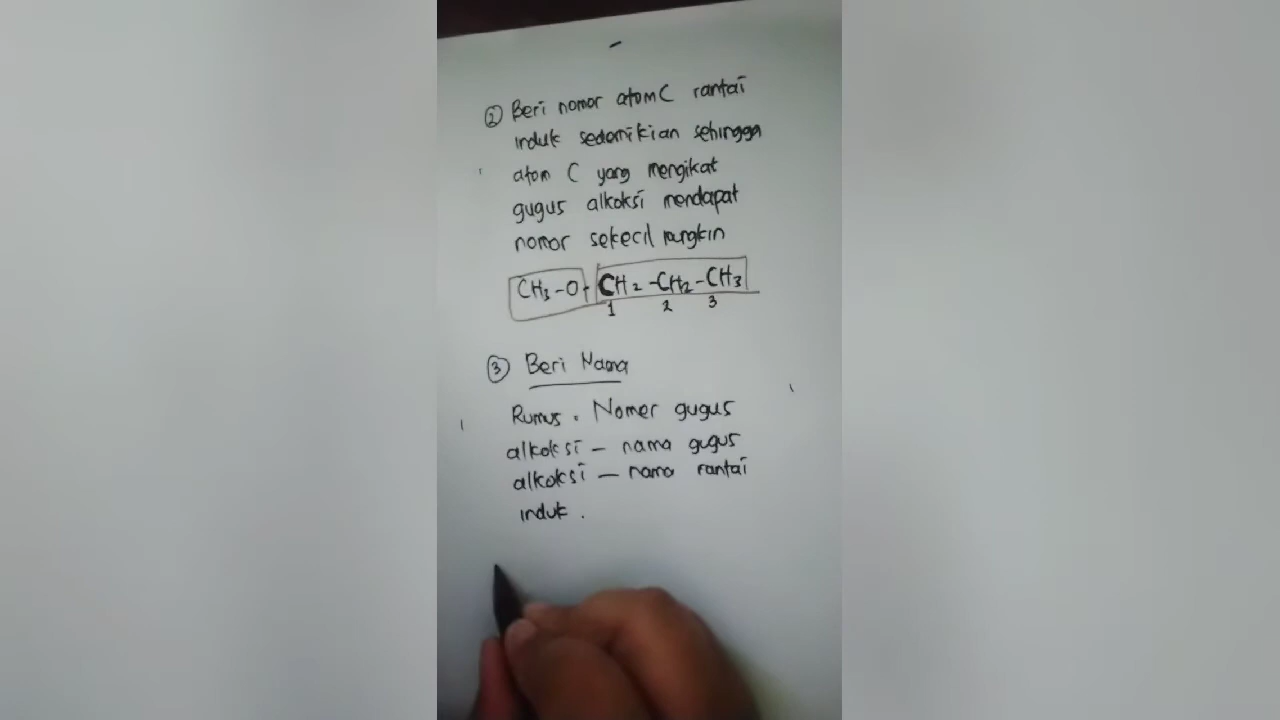 ② Beri nomor atom C rantai
induk sedemikian sehingga
atom C yang mengikat
gugus alkoksi mendapat
nomor sekecil mungkin
CH₃-O-CH₂-CH₂-CH₃
1 2 3
③ Beri Nama
Rumus = Nomer gugus
alkoksi - nama gugus
alkoksi - nama rantai
induk.